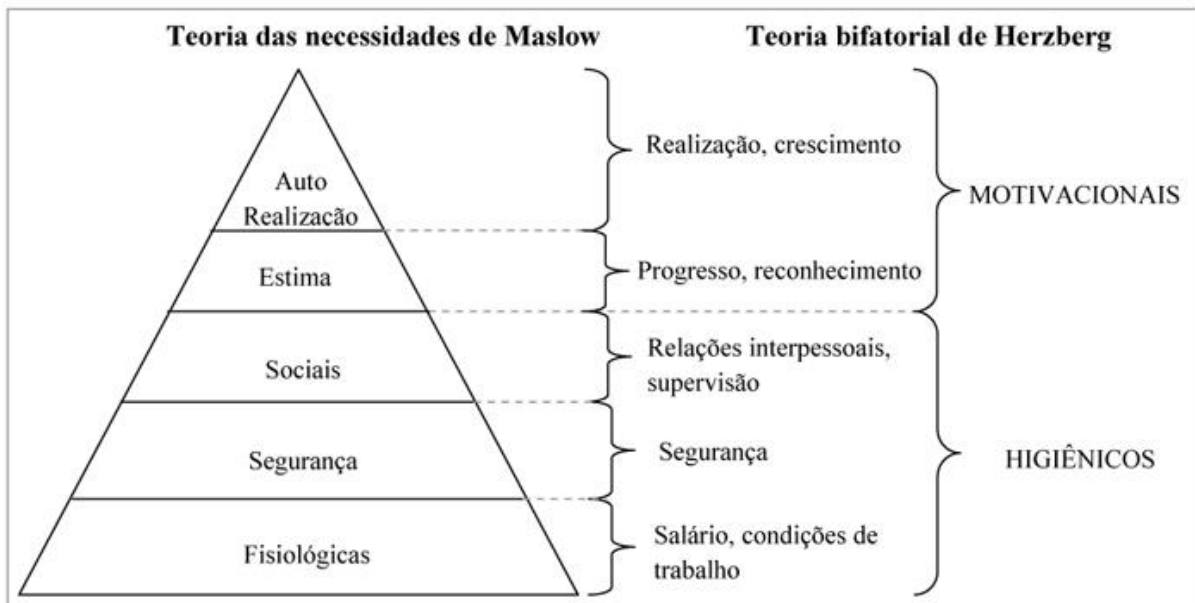 Teoria das necessidades de Maslow
Teoria bifatorial de Herzberg
Auto
Realizacão
Realização, crescimento
MOTIVACIONAIS
Estima
Progresso, reconhecimento
Sociais
Relações interpessoais,
supervisão
Segurança
Segurança
HIGIÊNICOS
Fisiológicas
Salário, condições de
trabalho